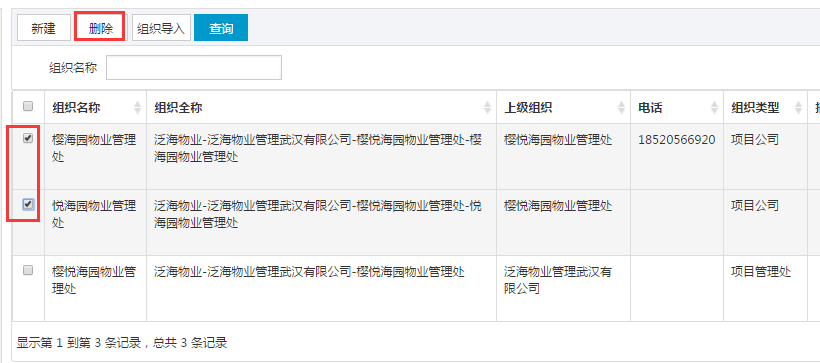 新建 删除 组织导入 查询
组织名称
组织名称 组织全称 上级组织 电话 组织类型
樱海园物业管理 泛海物业-泛海物业管理武汉有限公司-樱悦海园物业管理处-樱 樱悦海园物业管理处 18520566920 项目公司
处 海园物业管理处
悦海园物业管理 泛海物业-泛海物业管理武汉有限公司-樱悦海园物业管理处-悦 樱悦海园物业管理处 项目公司
处 海园物业管理处
樱悦海园物业管 泛海物业-泛海物业管理武汉有限公司-樱悦海园物业管理处 泛海物业管理武汉有 项目管理处
理处 限公司
显示第 1 到第 3 条记录，总共 3 条记录